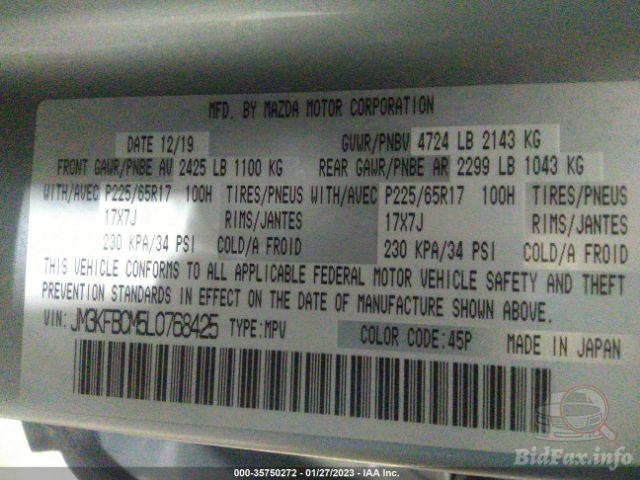 MFD. BY MAZDA MOTOR CORPORATION
DATE 12/19 GVWR/PNBV 4724 LB 2143 KG
FRONT GAWR/PNBE AV 2425 LB 1100 KG REAR GAWR/PNBE AR 2299 LB 1043 KG
WITH/AVEC P225/65R17 100H TIRES/PNEUS WITH/AVEC P225/65R17 100H TIRES/PNEUS
17X7J RIMS/JANTES 17X7J RIMS/JANTES
230 KPA/34 PSI COLD/A FROID 230 KPA/34 PSI COLD/A FROID
THIS VEHICLE CONFORMS TO ALL APPLICABLE FEDERAL MOTOR VEHICLE SAFETY AND THEFT
PREVENTION STANDARDS IN EFFECT ON THE DATE OF MANUFACTURE SHOWN ABOVE.
VIN: JM3KFBCM5L0768425 TYPE:MPV COLOR CODE:45P MADE IN JAPAN
BidFax.info
000-35750272 - 01/27/2023 - IAA Inc.